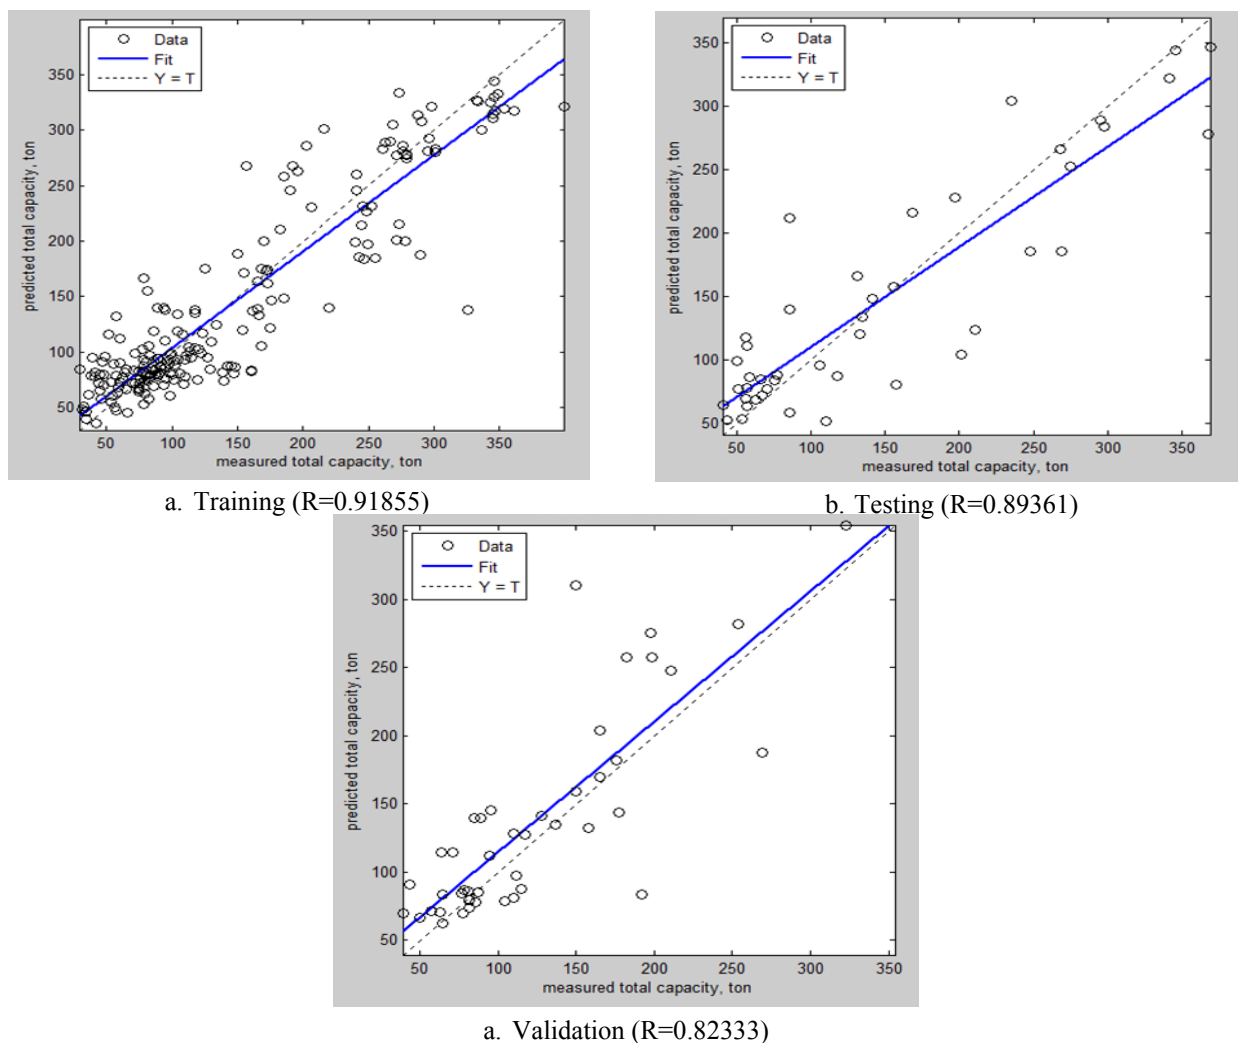 Data
Fit
Y = T
350
300
250
200
150
100
50
predicted total capacity, ton
50 100 150 200 250 300 350
measured total capacity, ton
a. Training (R=0.91855)
Data
Fit
Y = T
350
300
250
200
150
100
50
predicted total capacity, ton
50 100 150 200 250 300 350
measured total capacity, ton
b. Testing (R=0.89361)
Data
Fit
Y = T
350
300
250
200
150
100
50
predicted total capacity, ton
50 100 150 200 250 300 350
measured total capacity, ton
a. Validation (R=0.82333)